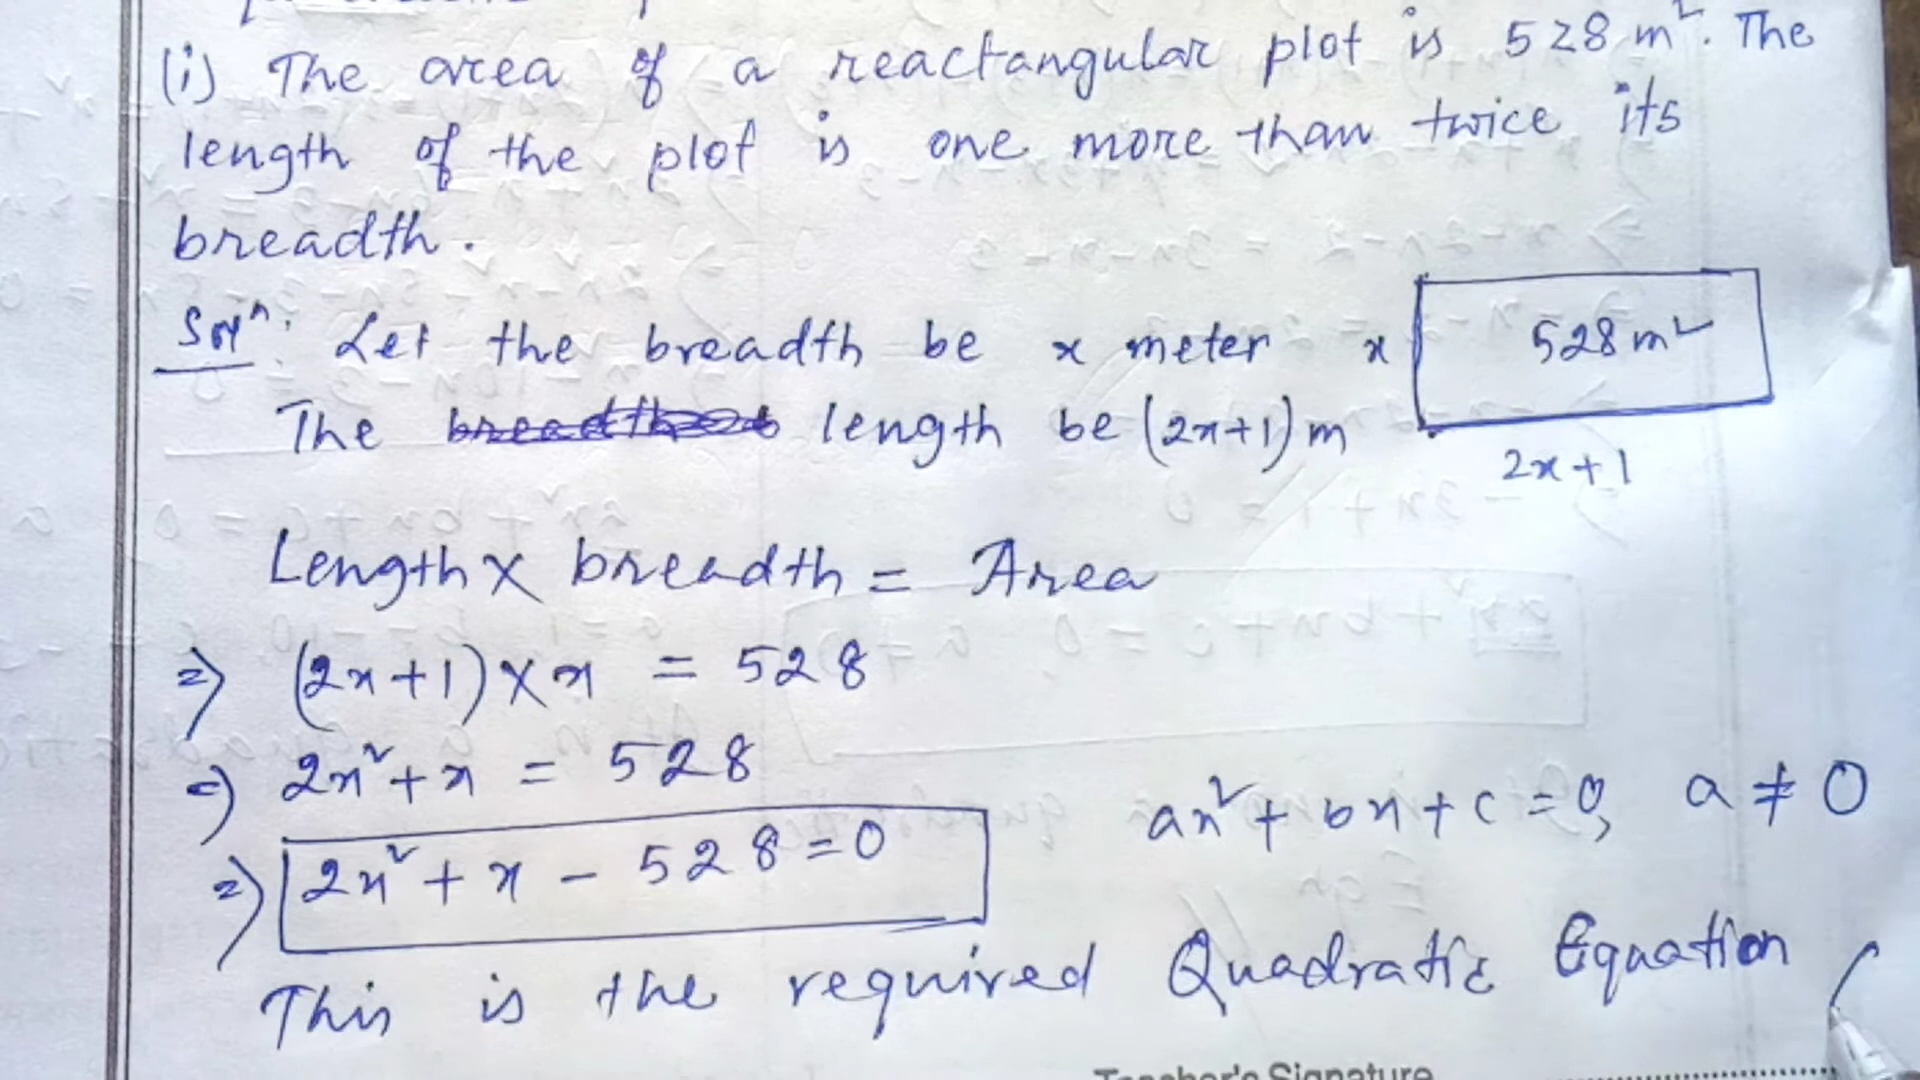 (i) The area of a reactangular plot is 528 m². The
length of the plot is one more than twice its
breadth.
Solⁿ: Let the breadth be x meter
x
528 m²
The length be (2x+1) m
2x+1
Length × breadth = Area
⇒ (2x+1) × x = 528
⇒ 2x² + x = 528
ax² + bx + c = 0, a ≠ 0
⇒ 2x² + x - 528 = 0
This is the required Quadratic Equation
Teacher's Signature